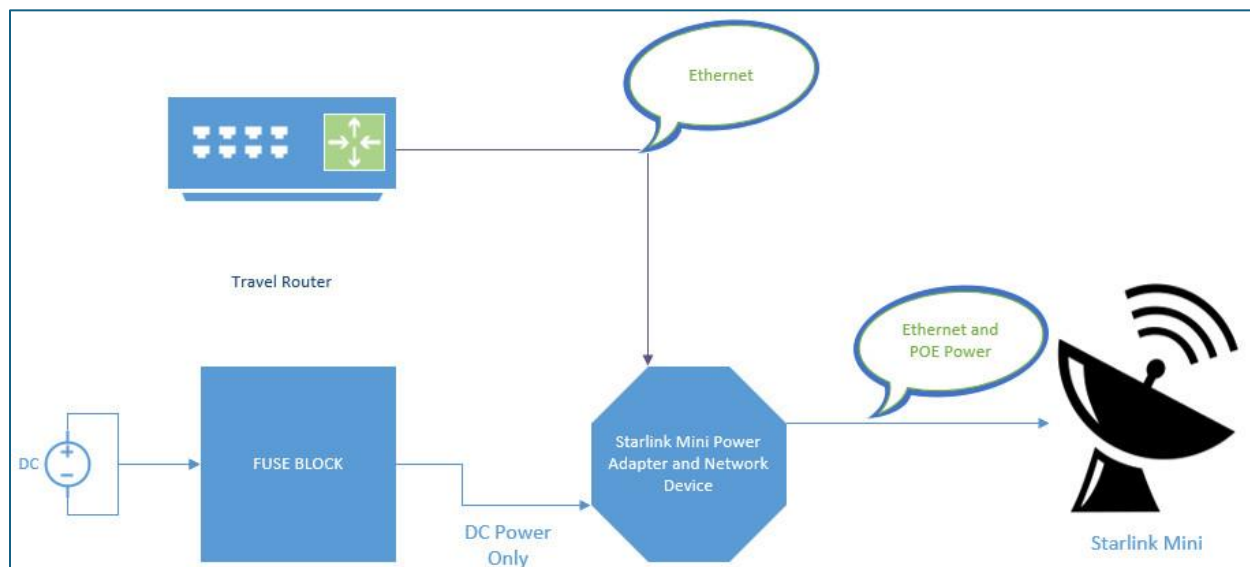 Ethernet
Travel Router
Ethernet and
POE Power
DC
+
−
FUSE BLOCK
DC Power
Only
Starlink Mini Power
Adapter and Network
Device
Starlink Mini